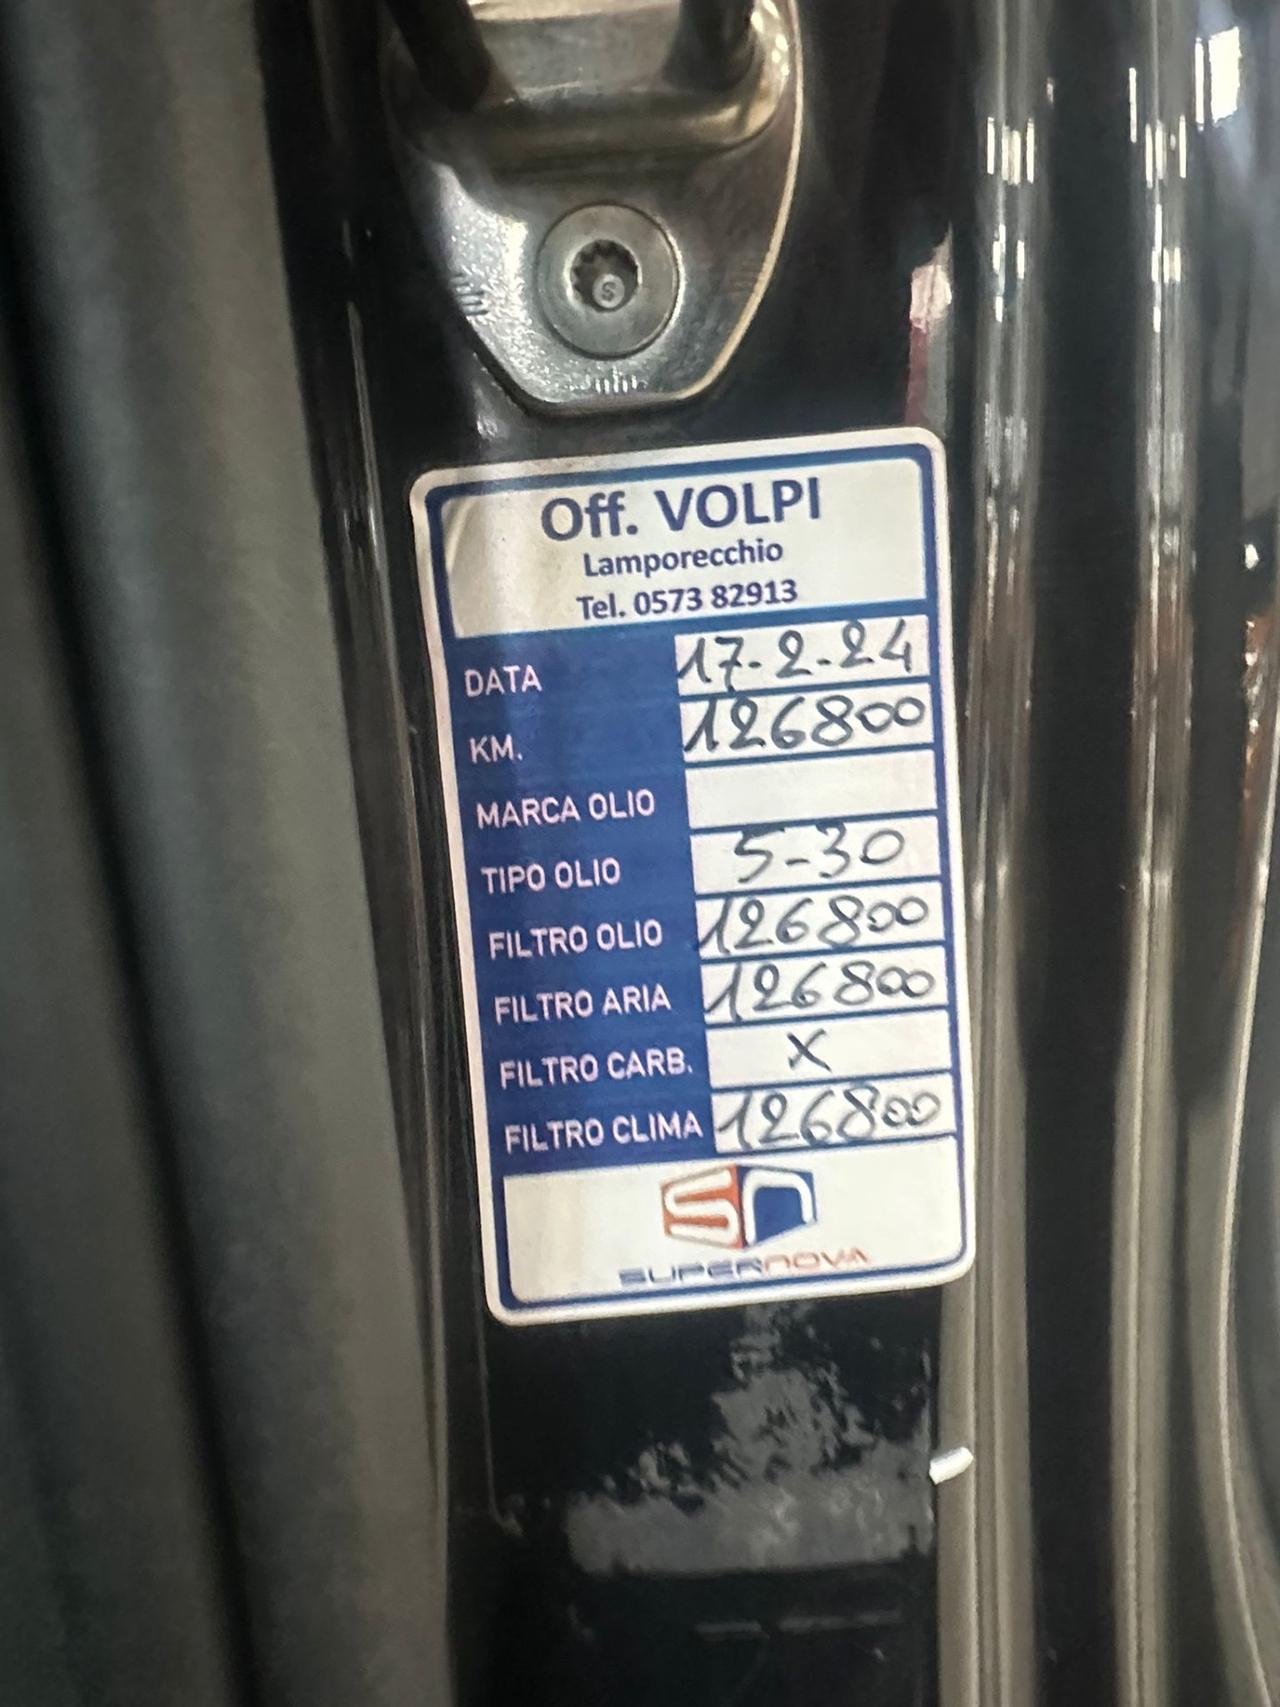 S
Off. VOLPI
Lamporecchio
Tel. 0573 82913
DATA 17-2-24
KM. 126800
MARCA OLIO
TIPO OLIO 5-30
FILTRO OLIO 126800
FILTRO ARIA 126800
FILTRO CARB. X
FILTRO CLIMA 126800
SN
SUPERNOVA